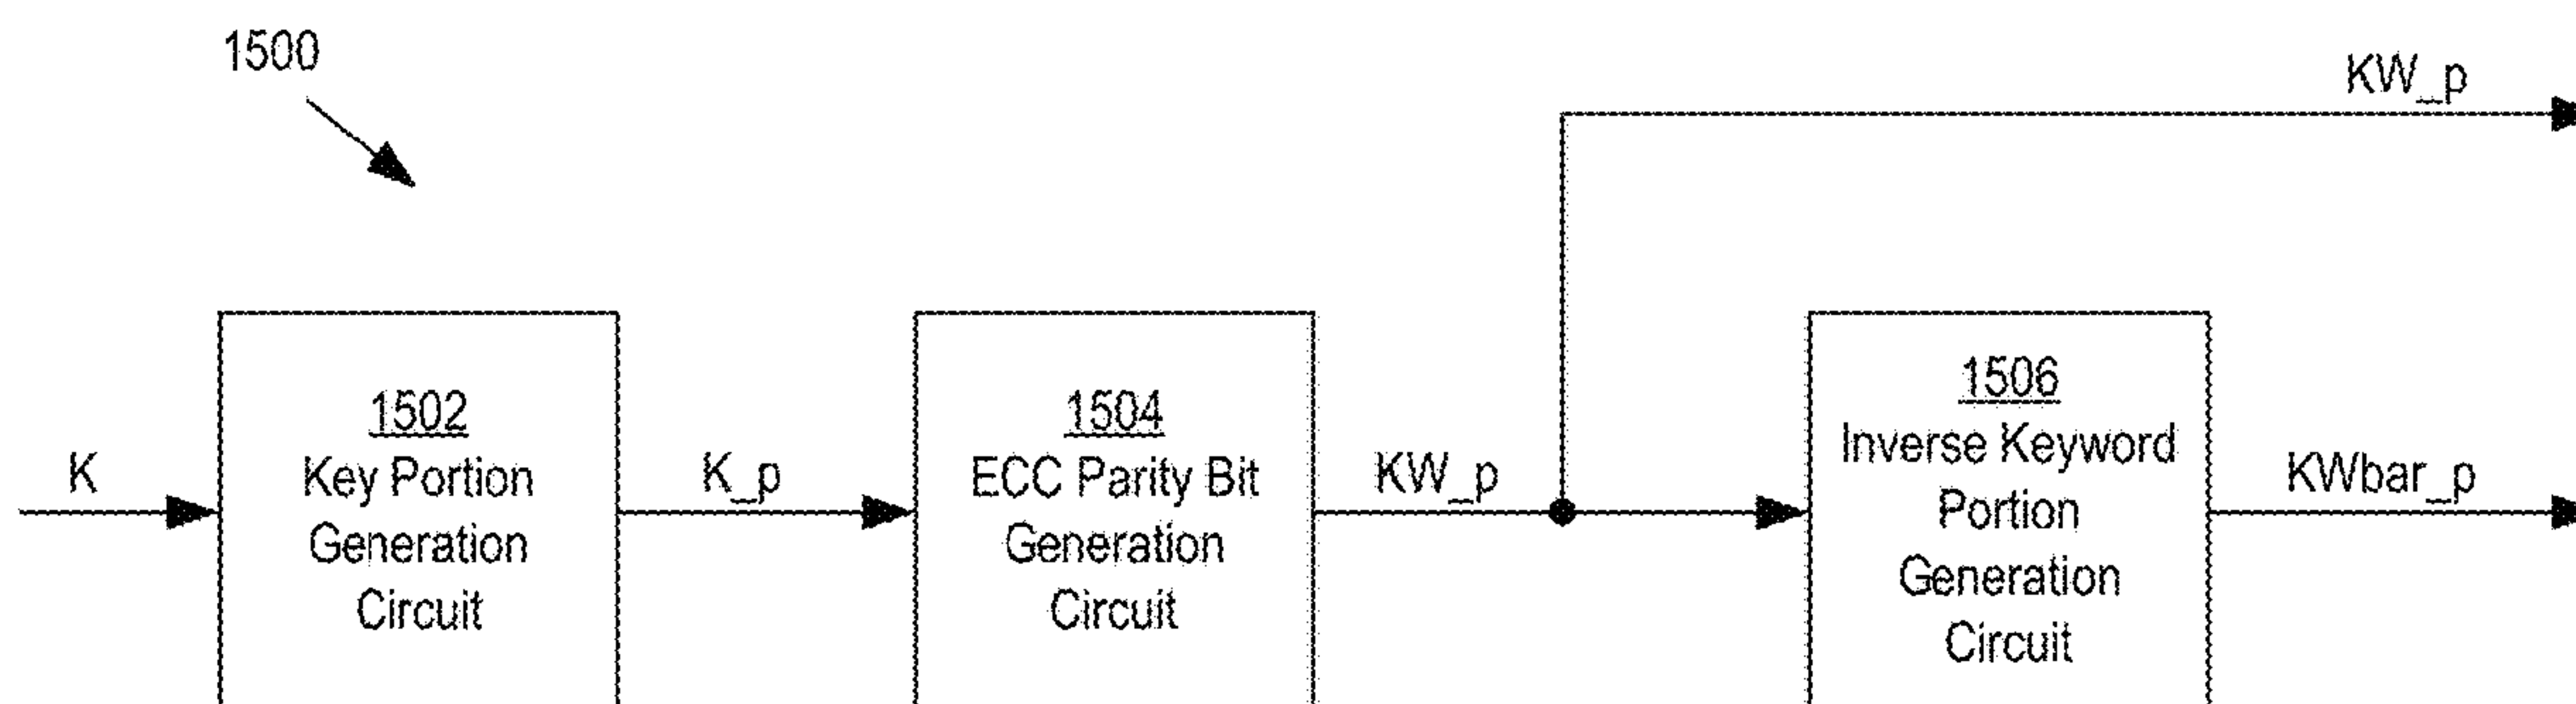 1500
KW_p
K
1502
Key Portion
Generation
Circuit
K_p
1504
ECC Parity Bit
Generation
Circuit
KW_p
1506
Inverse Keyword
Portion
Generation
Circuit
KWbar_p